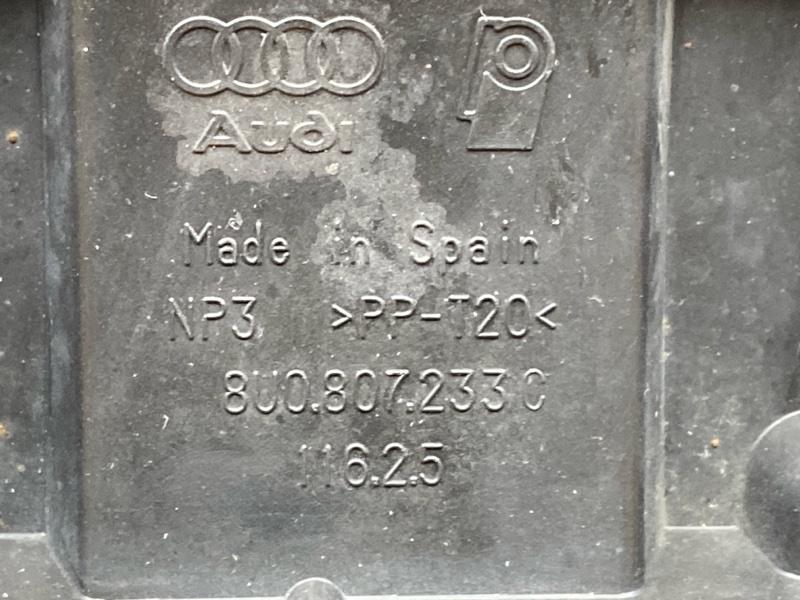 Audi
Made in Spain
NP3 >PP-T20<
8U0.807.233 C
116.2.5